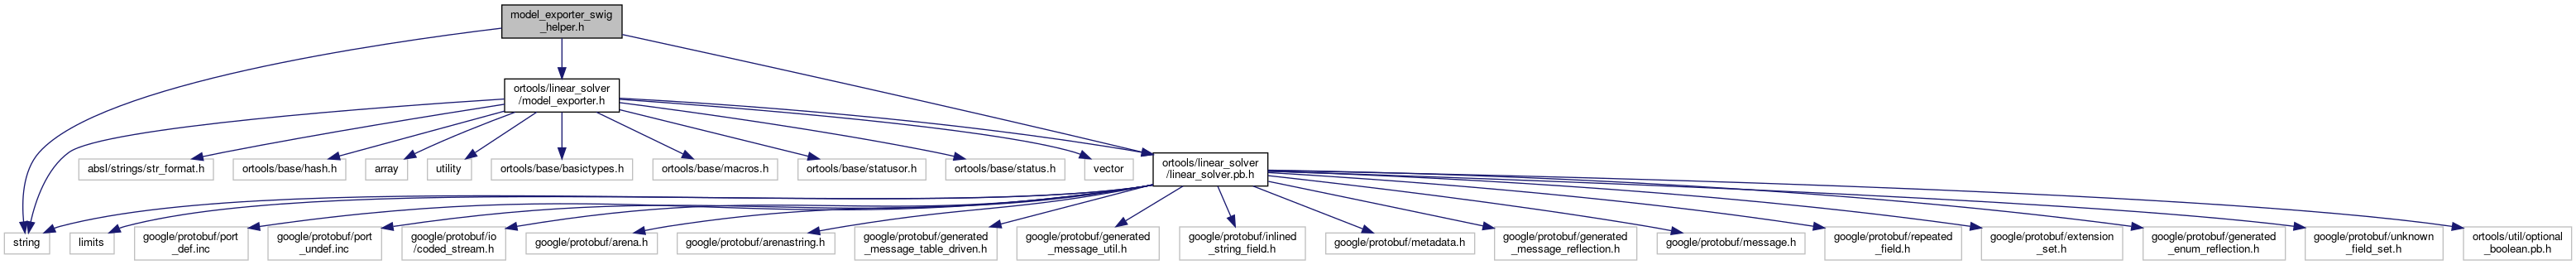 model_exporter_swig
_helper.h
ortools/linear_solver
/model_exporter.h
absl/strings/str_format.h
ortools/base/hash.h
array
utility
ortools/base/basictypes.h
ortools/base/macros.h
ortools/base/statusor.h
ortools/base/status.h
vector
ortools/linear_solver
/linear_solver.pb.h
string
limits
google/protobuf/port
_def.inc
google/protobuf/port
_undef.inc
google/protobuf/io
/coded_stream.h
google/protobuf/arena.h
google/protobuf/arenastring.h
google/protobuf/generated
_message_table_driven.h
google/protobuf/generated
_message_util.h
google/protobuf/inlined
_string_field.h
google/protobuf/metadata.h
google/protobuf/generated
_message_reflection.h
google/protobuf/message.h
google/protobuf/repeated
_field.h
google/protobuf/extension
_set.h
google/protobuf/generated
_enum_reflection.h
google/protobuf/unknown
_field_set.h
ortools/util/optional
_boolean.pb.h